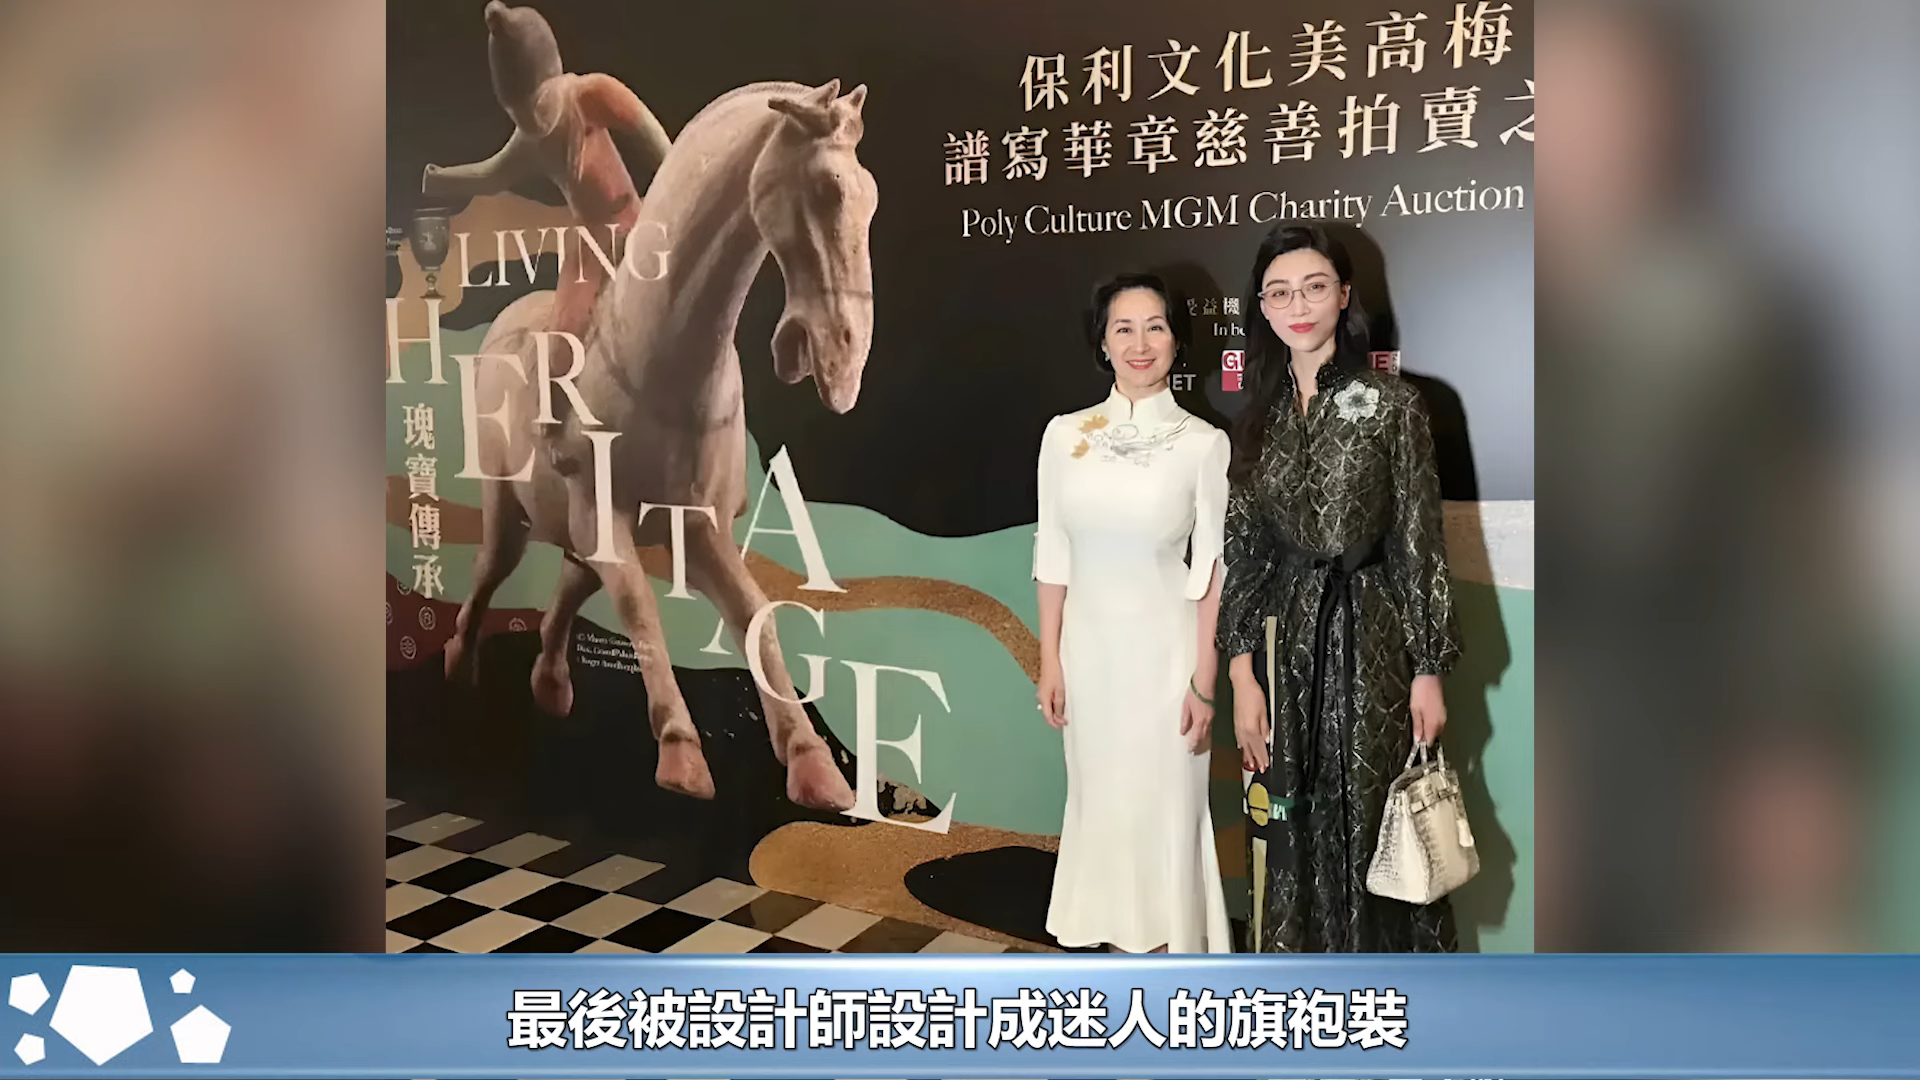 保利文化美高梅
譜寫華章慈善拍賣之
Poly Culture MGM Charity Auction
LIVING
HERITAGE
瑰寶傳承
最後被設計師設計成迷人的旗袍裝